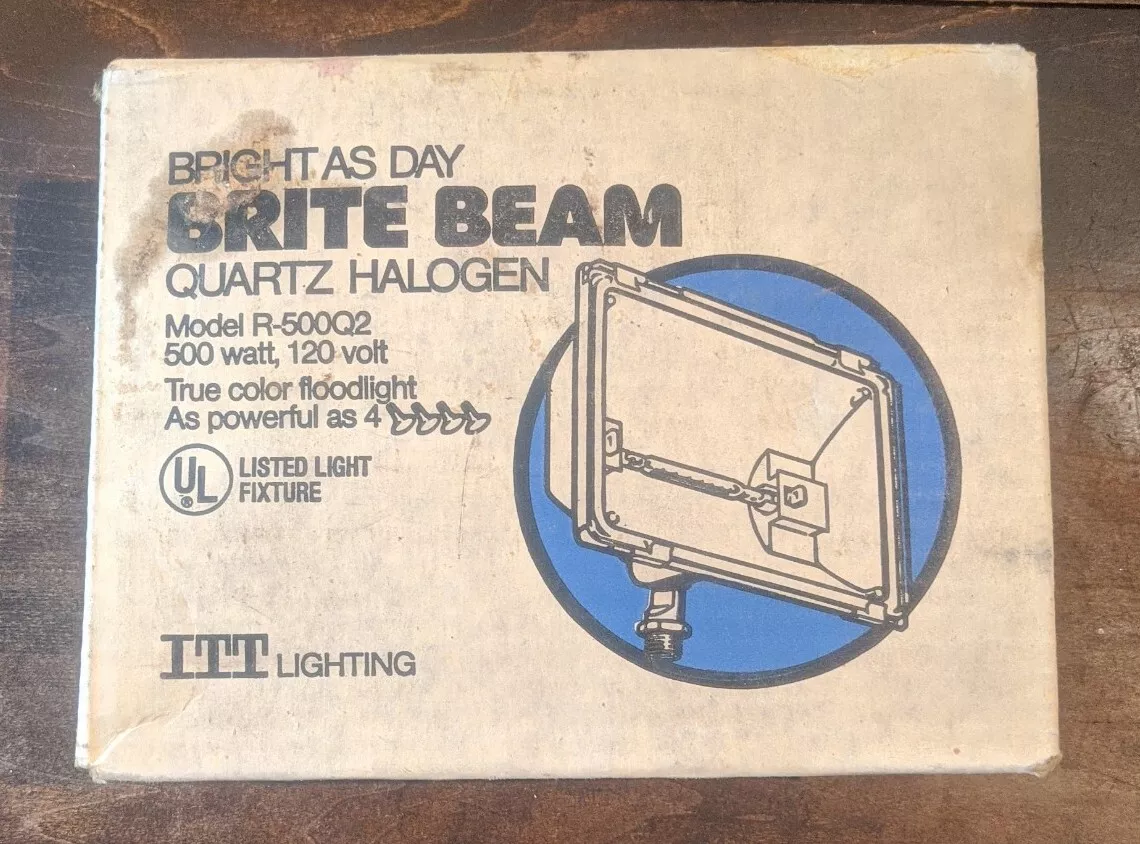 BRIGHT AS DAY
BRITE BEAM
QUARTZ HALOGEN
Model R-500Q2
500 watt, 120 volt
True color floodlight
As powerful as 4
UL ®
LISTED LIGHT
FIXTURE
ITT LIGHTING